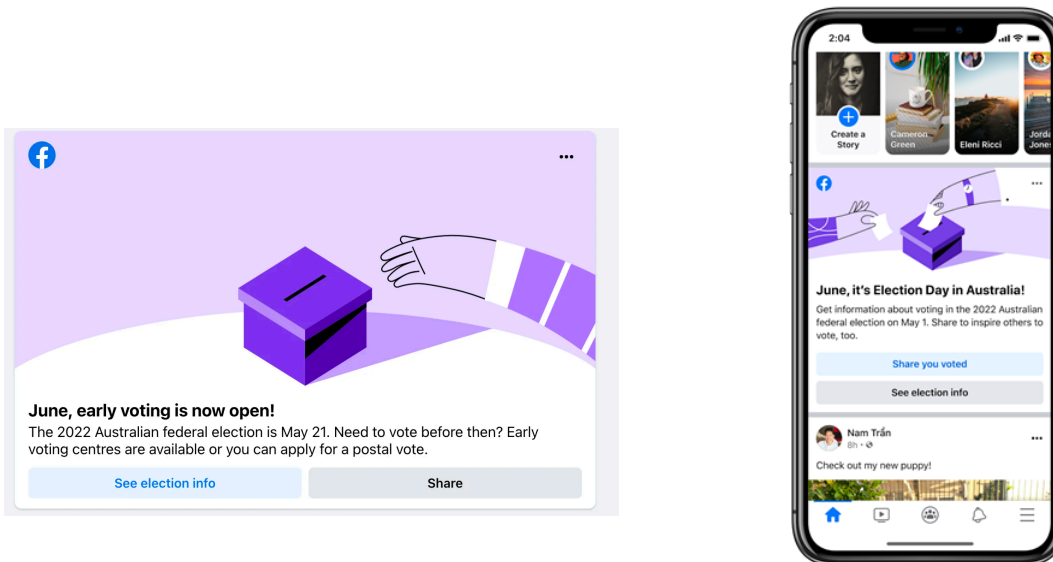 June, early voting is now open!
The 2022 Australian federal election is May 21. Need to vote before then? Early
voting centres are available or you can apply for a postal vote.
See election info
Share
2:04
Create a
Story
Cameron
Green
Eleni Ricci
Jorda
Jones
June, it's Election Day in Australia!
Get information about voting in the 2022 Australian
federal election on May 1. Share to inspire others to
vote, too.
Share you voted
See election info
Nam Trần
8h
Check out my new puppy!